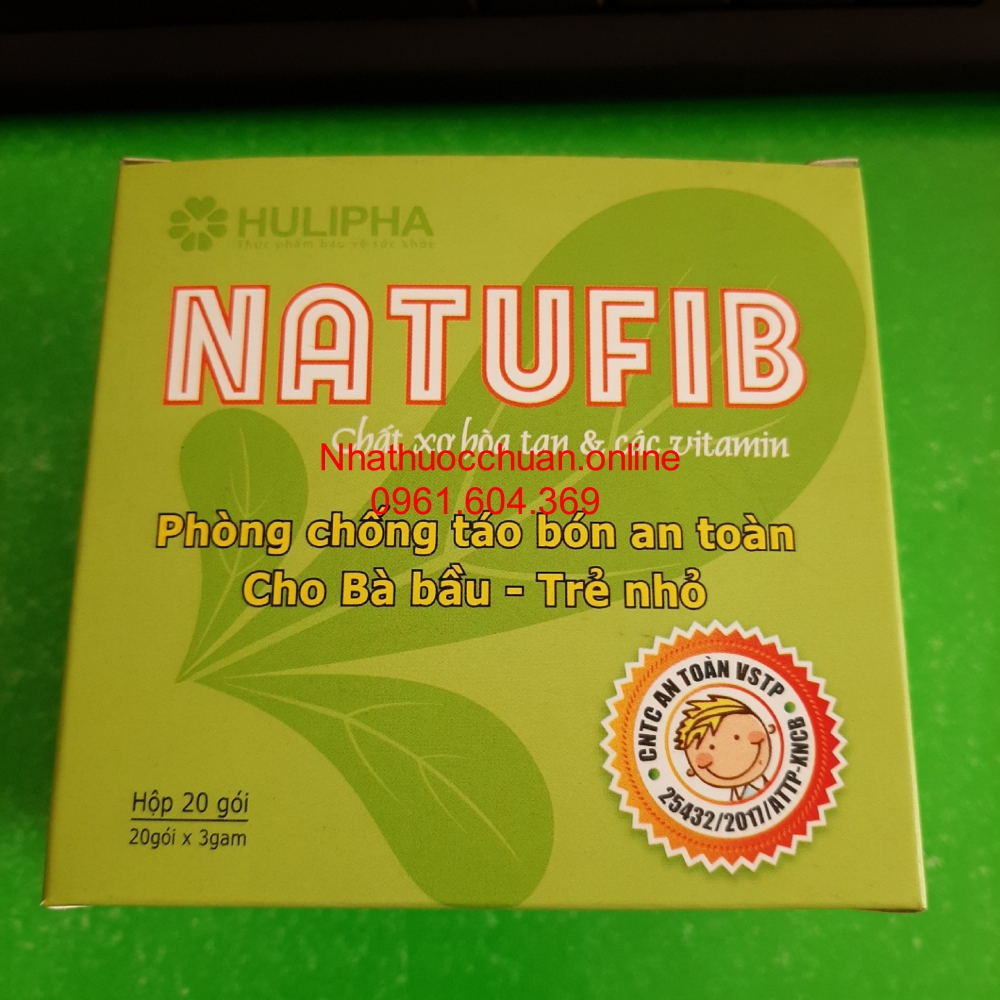 HULIPHA
Thực phẩm bảo vệ sức khỏe
NATUFIB
Chất xơ hòa tan & các vitamin
Nhathuocchuan.online
0961.604.369
Phòng chống táo bón an toàn
Cho Bà bầu - Trẻ nhỏ
CNTC AN TOÀN VSTP
25432/2017/ATTP-XNCB
Hộp 20 gói
20gói x 3gam